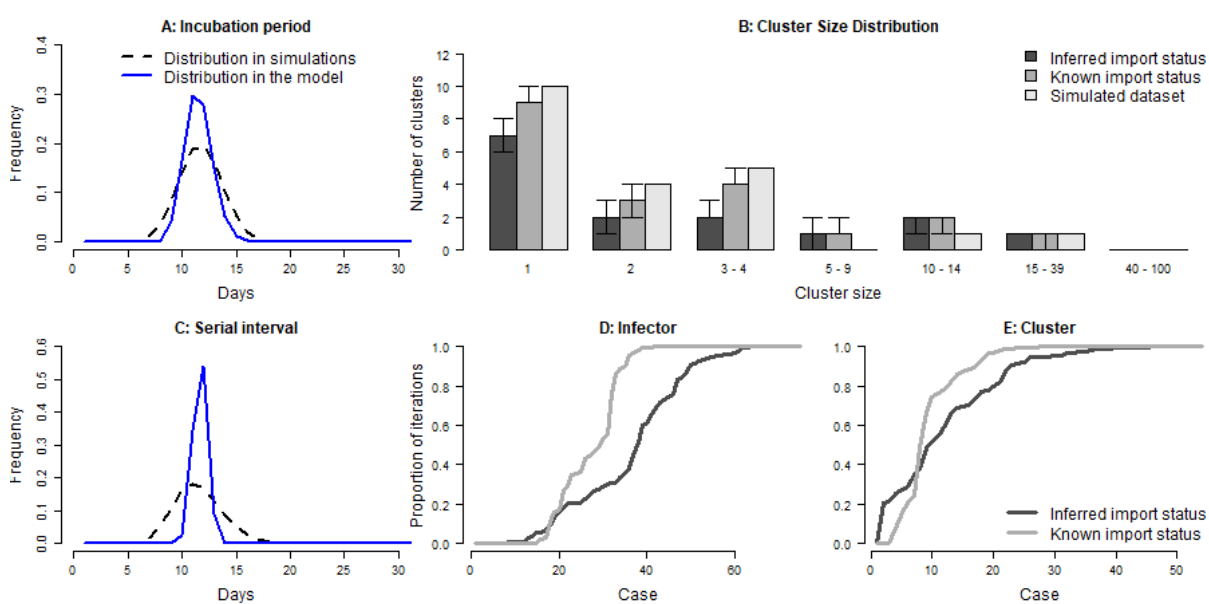 A: Incubation period
Distribution in simulations
Distribution in the model
Frequency
0.0 0.1 0.2 0.3 0.4
0 5 10 15 20 25 30
Days
B: Cluster Size Distribution
Inferred import status
Known import status
Simulated dataset
Number of clusters
0 2 4 6 8 10 12
1 2 3 - 4 5 - 9 10 - 14 15 - 39 40 - 100
Cluster size
C: Serial interval
Frequency
0.0 0.1 0.2 0.3 0.4 0.5 0.6
0 5 10 15 20 25 30
Days
D: Infector
Proportion of iterations
0.0 0.2 0.4 0.6 0.8 1.0
0 20 40 60
Case
E: Cluster
Inferred import status
Known import status
0.0 0.2 0.4 0.6 0.8 1.0
0 10 20 30 40 50
Case